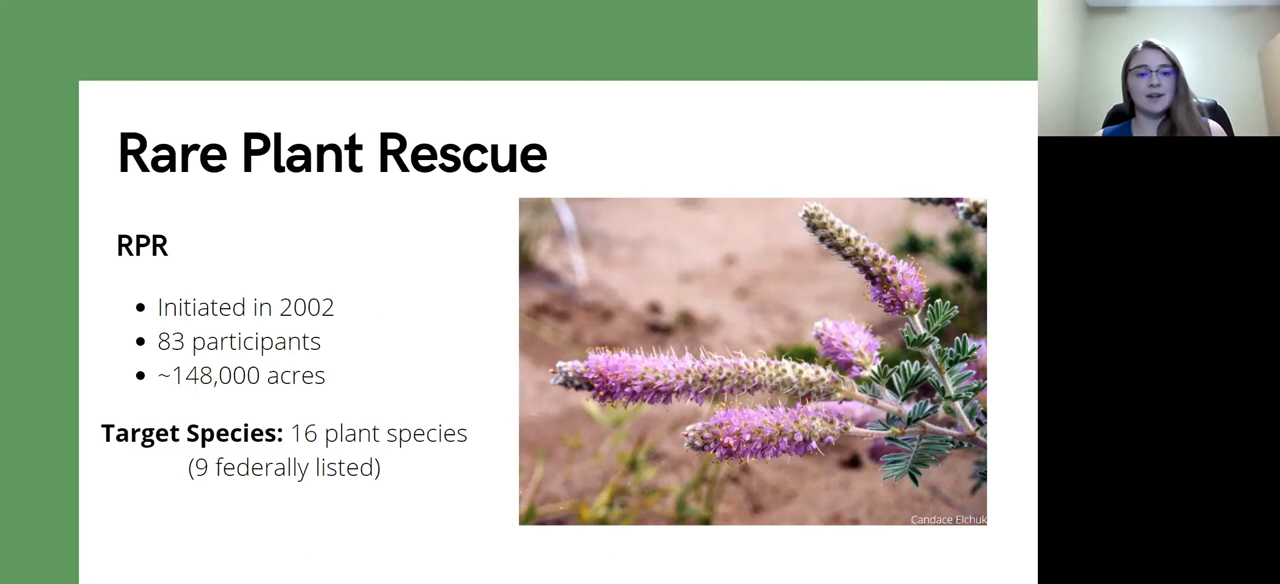 Rare Plant Rescue
RPR
• Initiated in 2002
• 83 participants
• ~148,000 acres
Target Species: 16 plant species
(9 federally listed)
Candace Elchuk